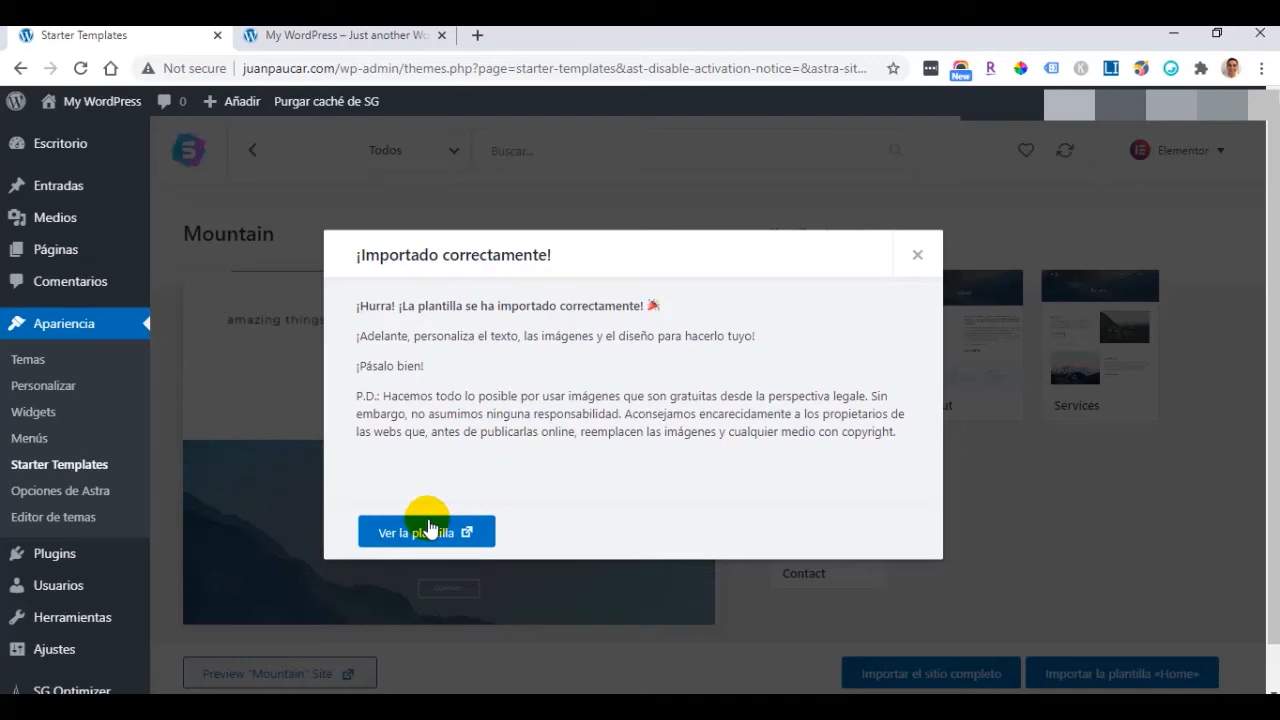 Starter Templates
My WordPress – Just another Wo
Not secure
juanpaucar.com/wp-admin/themes.php?page=starter-templates&ast-disable-activation-notice=&astra-sit...
New
My WordPress
0
Añadir
Purgar caché de SG
Escritorio
Entradas
Medios
Páginas
Comentarios
Apariencia
Temas
Personalizar
Widgets
Menús
Starter Templates
Opciones de Astra
Editor de temas
Plugins
Usuarios
Herramientas
Ajustes
SG Optimizer
Todos
Buscar...
Elementor
Mountain
amazing things
¡Importado correctamente!
¡Hurra! ¡La plantilla se ha importado correctamente! 🎉
¡Adelante, personaliza el texto, las imágenes y el diseño para hacerlo tuyo!
¡Pásalo bien!
P.D.: Hacemos todo lo posible por usar imágenes que son gratuitas desde la perspectiva legale. Sin
embargo, no asumimos ninguna responsabilidad. Aconsejamos encarecidamente a los propietarios de
las webs que, antes de publicarlas online, reemplacen las imágenes y cualquier medio con copyright.
Ver la plantilla
Services
Contact
Preview "Mountain" Site
Importar el sitio completo
Importar la plantilla «Home»